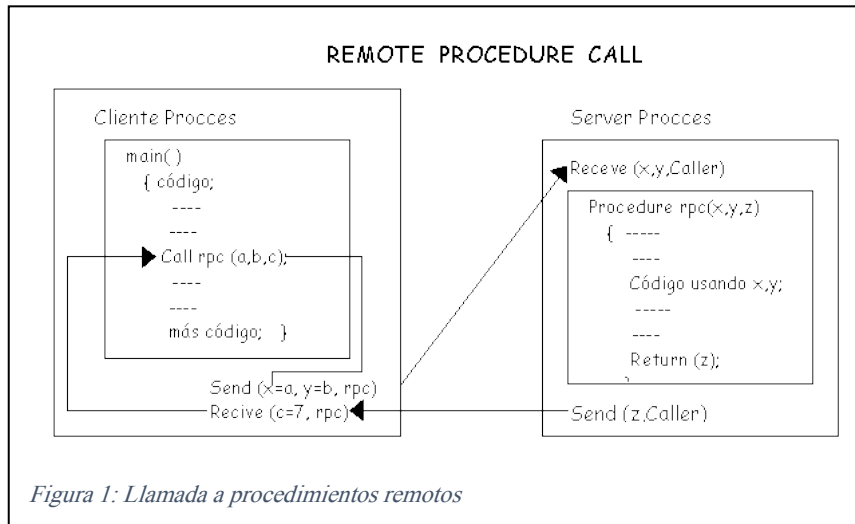 REMOTE PROCEDURE CALL
Cliente Procces
main( )
{ código;
----
----
Call rpc (a,b,c);
----
----
más código; }
Send (x=a, y=b, rpc)
Recive (c=7, rpc)
Server Procces
Receve (x,y,Caller)
Procedure rpc(x,y,z)
{ -----
----
Código usando x,y;
-----
----
Return (z);
Send (z,Caller)
Figura 1: Llamada a procedimientos remotos